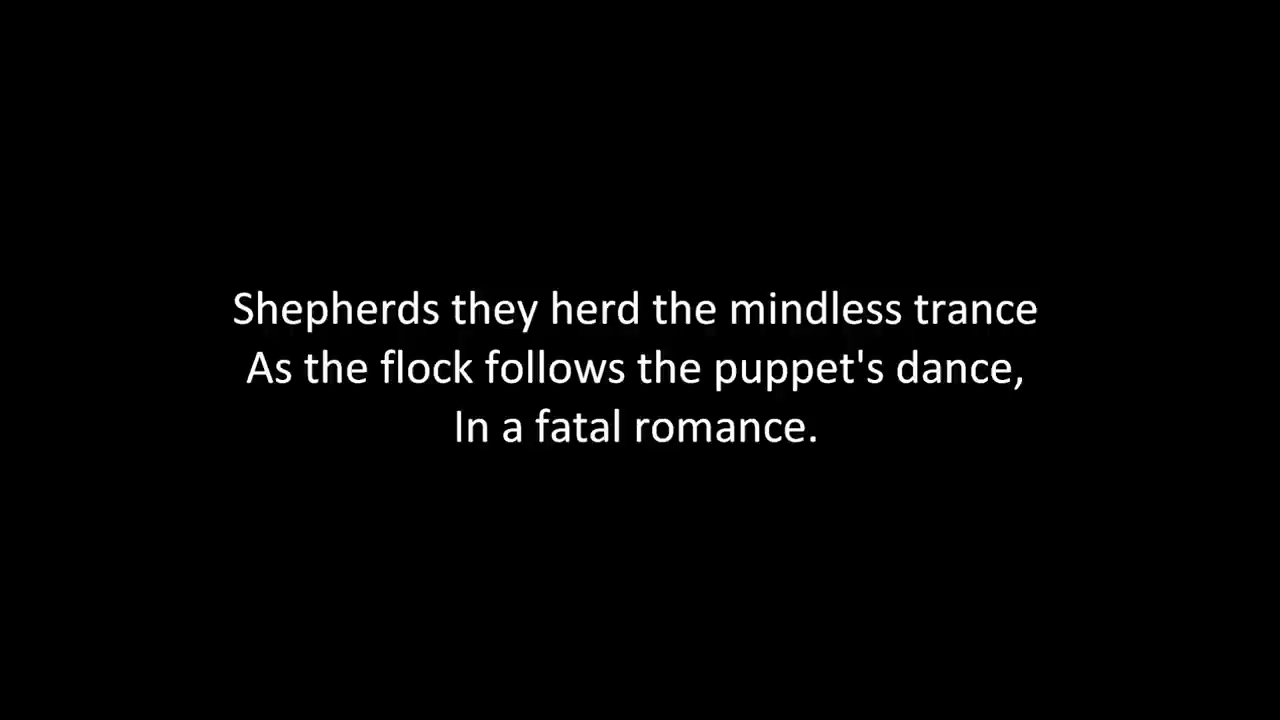 Shepherds they herd the mindless trance
As the flock follows the puppet's dance,
In a fatal romance.